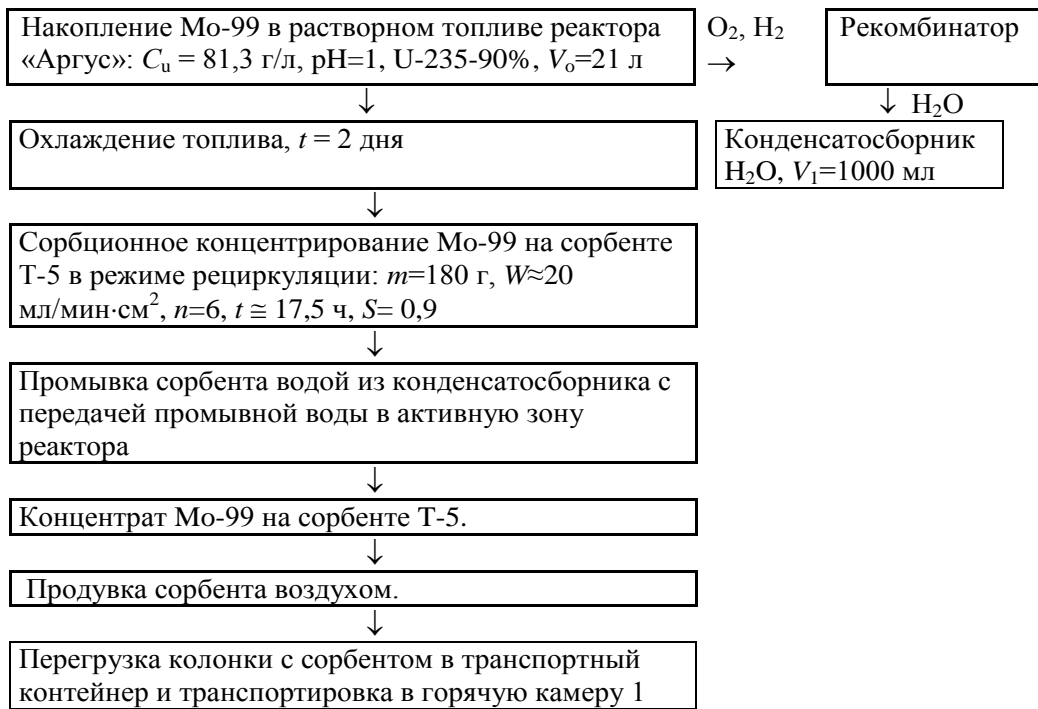 Накопление Mo-99 в растворном топливе реактора
«Аргус»: Cu = 81,3 г/л, pH=1, U-235-90%, Vo=21 л
O2, H2
→
Рекомбинатор
↓
↓ H2O
Охлаждение топлива, t = 2 дня
Конденсатосборник
H2O, V1=1000 мл
↓
Сорбционное концентрирование Mo-99 на сорбенте
Т-5 в режиме рециркуляции: m=180 г, W≈20
мл/мин·см², n=6, t ≅ 17,5 ч, S= 0,9
↓
Промывка сорбента водой из конденсатосборника с
передачей промывной воды в активную зону
реактора
↓
Концентрат Mo-99 на сорбенте Т-5.
↓
Продувка сорбента воздухом.
↓
Перегрузка колонки с сорбентом в транспортный
контейнер и транспортировка в горячую камеру 1